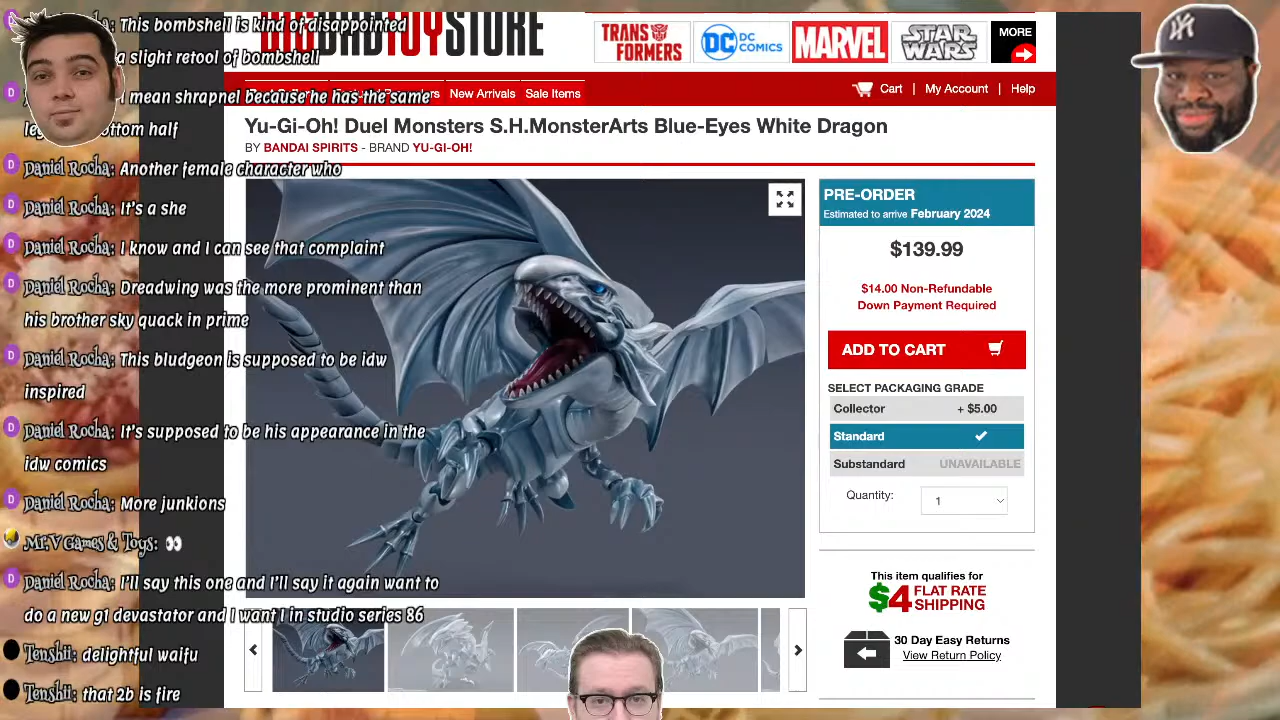 This bombshell is kind of disappointed
a slight retool of bombshell
I mean shrapnel because he has the same
bottom half
Daniel Rocha: Another female character who
Daniel Rocha: It's a she
Daniel Rocha: I know and I can see that complaint
Daniel Rocha: Dreadwing was the more prominent than
his brother sky quack in prime
Daniel Rocha: This bludgeon is supposed to be idw
inspired
Daniel Rocha: It's supposed to be his appearance in the
idw comics
Daniel Rocha: More junkions
Mr.V Games & Toys: 👀
Daniel Rocha: I'll say this one and I'll say it again want to
do a new g1 devastator and I want I in studio series 86
Tenshii: delightful waifu
Tenshii: that 2b is fire
BIGBADTOYSTORE
TRANSFORMERS
DC COMICS
MARVEL
STAR WARS
MORE
New Arrivals
Sale Items
Cart | My Account | Help
Yu-Gi-Oh! Duel Monsters S.H.MonsterArts Blue-Eyes White Dragon
BY BANDAI SPIRITS - BRAND YU-GI-OH!
PRE-ORDER
Estimated to arrive February 2024
$139.99
$14.00 Non-Refundable
Down Payment Required
ADD TO CART
SELECT PACKAGING GRADE
Collector + $5.00
Standard
Substandard UNAVAILABLE
Quantity: 1
This item qualifies for
$4 FLAT RATE
SHIPPING
30 Day Easy Returns
View Return Policy